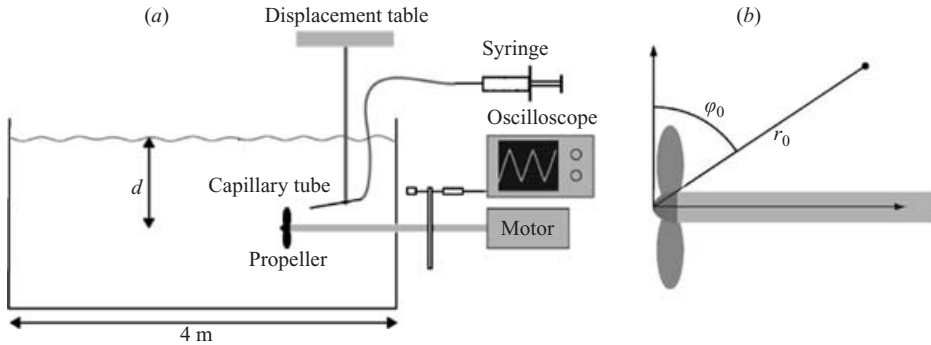 (a)
Displacement table
Syringe
Oscilloscope
d
Capillary tube
Motor
Propeller
4 m
(b)
φ0
r0